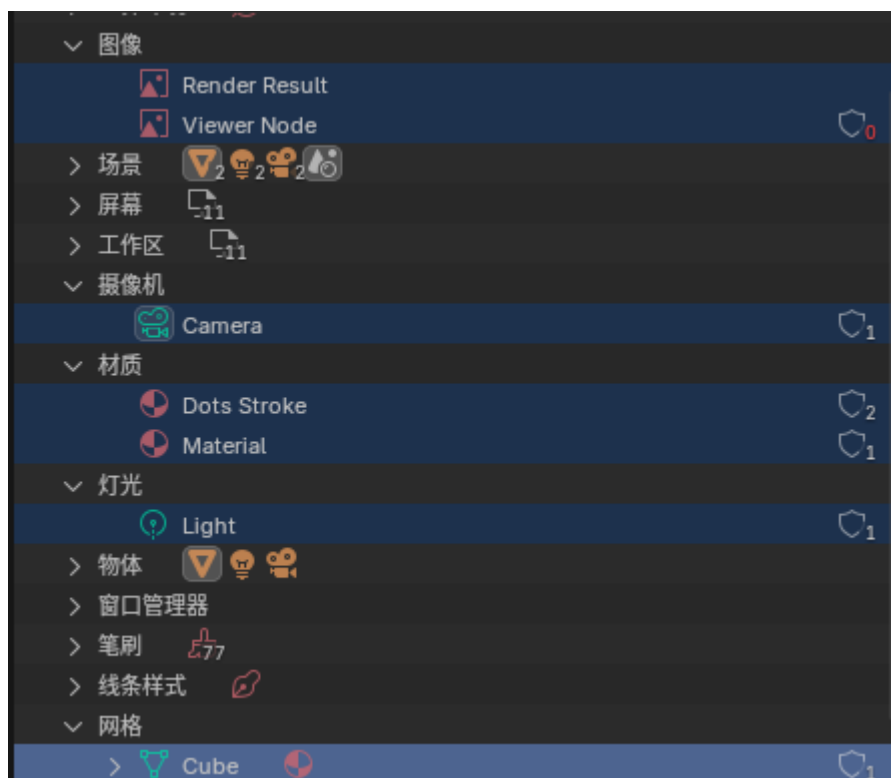 图像
Render Result
Viewer Node 0
场景 2 2 2
屏幕 11
工作区 11
摄像机
Camera 1
材质
Dots Stroke 2
Material 1
灯光
Light 1
物体
窗口管理器
笔刷 77
线条样式
网格
Cube 1